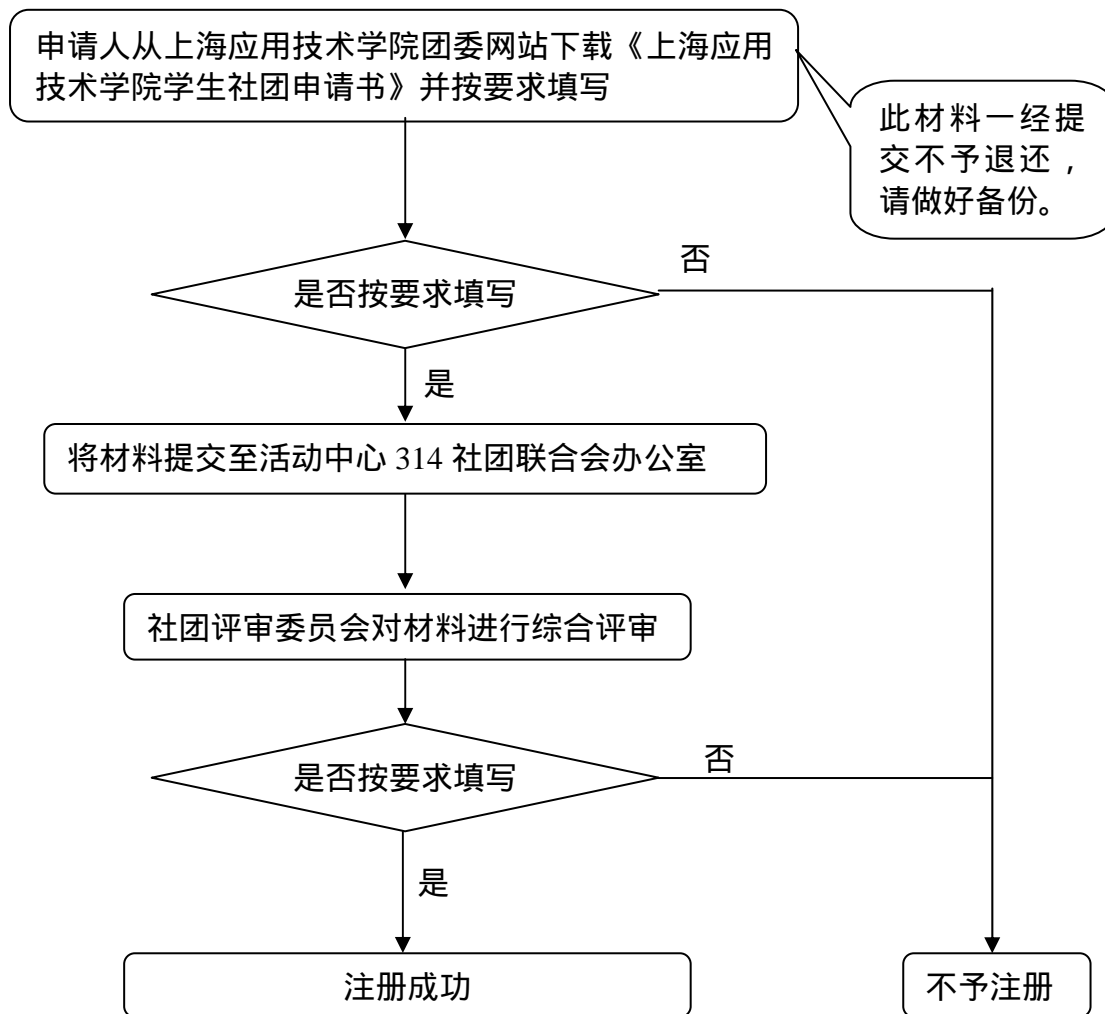 申请人从上海应用技术学院团委网站下载《上海应用
技术学院学生社团申请书》并按要求填写
此材料一经提
交不予退还，
请做好备份。
是否按要求填写
否
是
将材料提交至活动中心 314 社团联合会办公室
社团评审委员会对材料进行综合评审
是否按要求填写
否
是
注册成功
不予注册